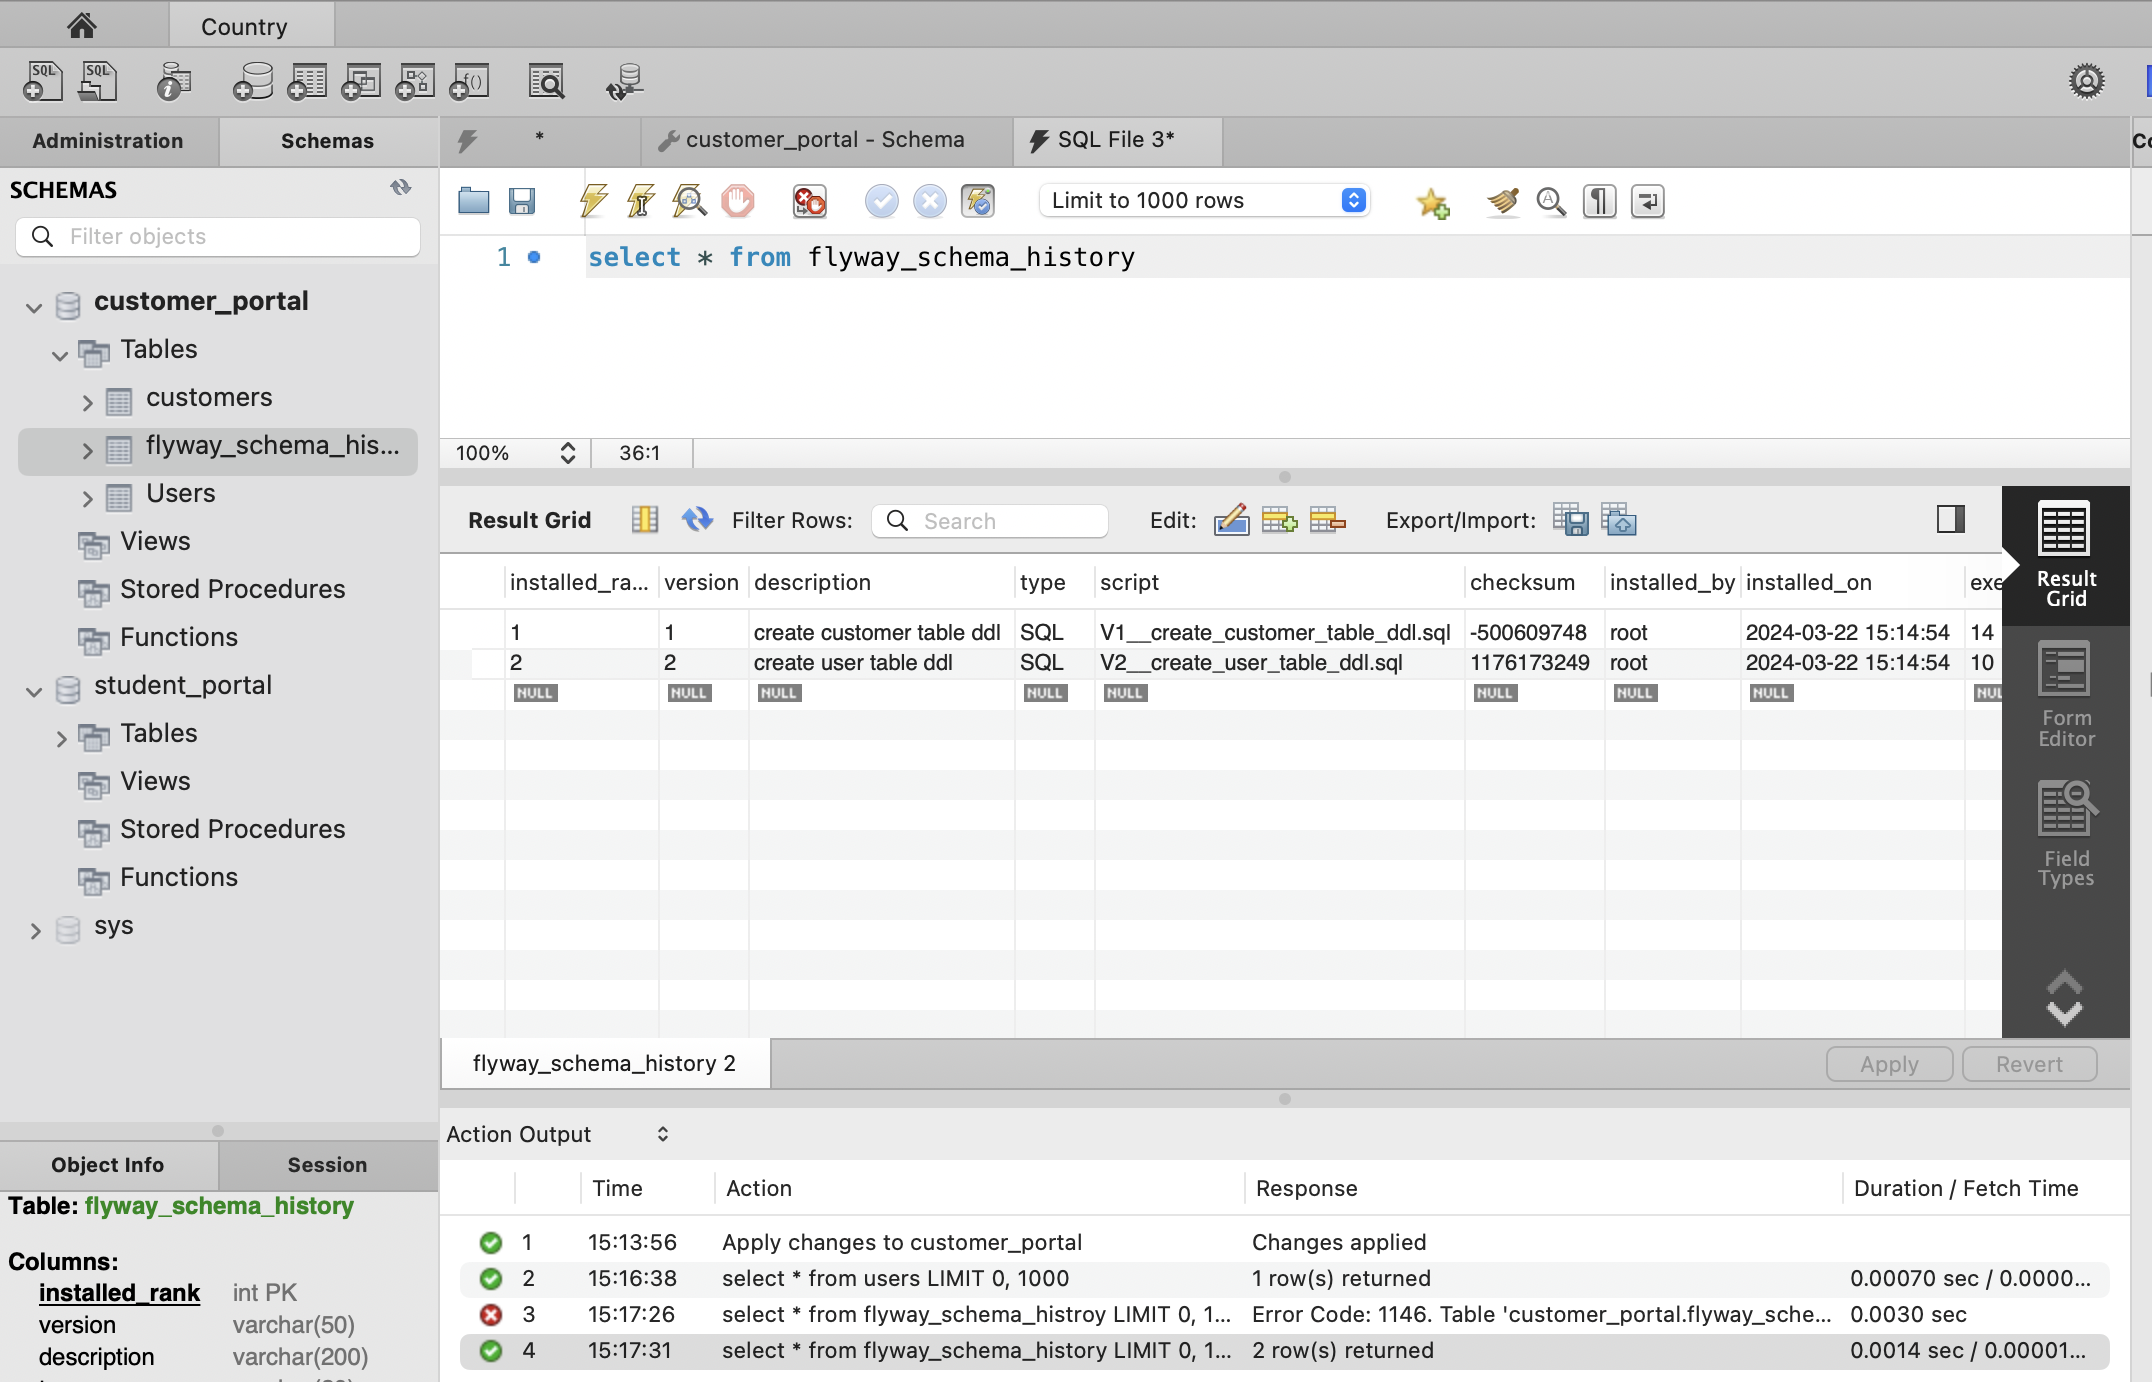 Country
SQL SQL
Administration Schemas
* customer_portal - Schema SQL File 3*
SCHEMAS
Filter objects
Limit to 1000 rows
1 select * from flyway_schema_history
customer_portal
Tables
customers
flyway_schema_his...
Users
Views
Stored Procedures
Functions
student_portal
Tables
Views
Stored Procedures
Functions
sys
100% 36:1
Result Grid Filter Rows: Search Edit: Export/Import:
installed_ra... version description type script checksum installed_by installed_on exe
1 1 create customer table ddl SQL V1__create_customer_table_ddl.sql -500609748 root 2024-03-22 15:14:54 14
2 2 create user table ddl SQL V2__create_user_table_ddl.sql 1176173249 root 2024-03-22 15:14:54 10
NULL NULL NULL NULL NULL NULL NULL NULL NUL
Result
Grid
Form
Editor
Field
Types
flyway_schema_history 2 Apply Revert
Object Info Session
Table: flyway_schema_history
Columns:
installed_rank int PK
version varchar(50)
description varchar(200)
Action Output
Time Action Response Duration / Fetch Time
1 15:13:56 Apply changes to customer_portal Changes applied
2 15:16:38 select * from users LIMIT 0, 1000 1 row(s) returned 0.00070 sec / 0.0000...
3 15:17:26 select * from flyway_schema_histroy LIMIT 0, 1... Error Code: 1146. Table 'customer_portal.flyway_sche... 0.0030 sec
4 15:17:31 select * from flyway_schema_history LIMIT 0, 1... 2 row(s) returned 0.0014 sec / 0.00001...